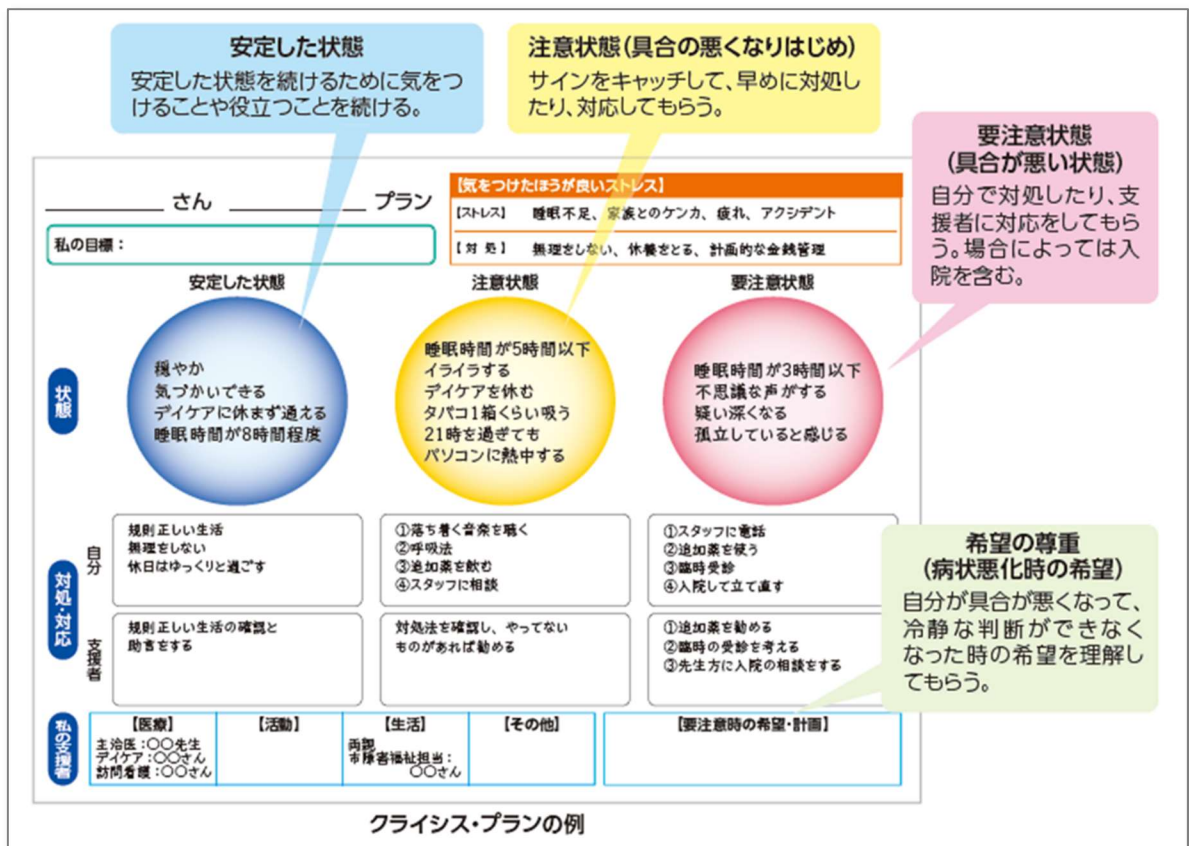 安定した状態
安定した状態を続けるために気をつ
けることや役立つことを続ける。
注意状態(具合の悪くなりはじめ)
サインをキャッチして、早めに対処し
たり、対応してもらう。
要注意状態
(具合が悪い状態)
自分で対処したり、支
援者に対応をしてもら
う。場合によっては入
院を含む。
さん プラン
私の目標：
【気をつけたほうが良いストレス】
【ストレス】 睡眠不足、家族とのケンカ、疲れ、アクシデント
【対処】 無理をしない、休養をとる、計画的な金銭管理
安定した状態
注意状態
要注意状態
状態
穏やか
気づかいできる
デイケアに休まず通える
睡眠時間が8時間程度
睡眠時間が5時間以下
イライラする
デイケアを休む
タバコ1箱くらい吸う
21時を過ぎても
パソコンに熱中する
睡眠時間が3時間以下
不思議な声がする
疑い深くなる
孤立していると感じる
対処・対応
自分
規則正しい生活
無理をしない
休日はゆっくりと過ごす
①落ち着く音楽を聴く
②呼吸法
③追加薬を飲む
④スタッフに相談
①スタッフに電話
②追加薬を使う
③臨時受診
④入院して立て直す
支援者
規則正しい生活の確認と
助言をする
対処法を確認し、やってない
ものがあれば勧める
①追加薬を勧める
②臨時の受診を考える
③先生方に入院の相談をする
希望の尊重
(病状悪化時の希望)
自分が具合が悪くなって、
冷静な判断ができなく
なった時の希望を理解し
てもらう。
私の支援者
【医療】
主治医：〇〇先生
デイケア：〇〇さん
訪問看護：〇〇さん
【活動】
【生活】
両親
市障害福祉担当：
〇〇さん
【その他】
【要注意時の希望・計画】
クライシス・プランの例